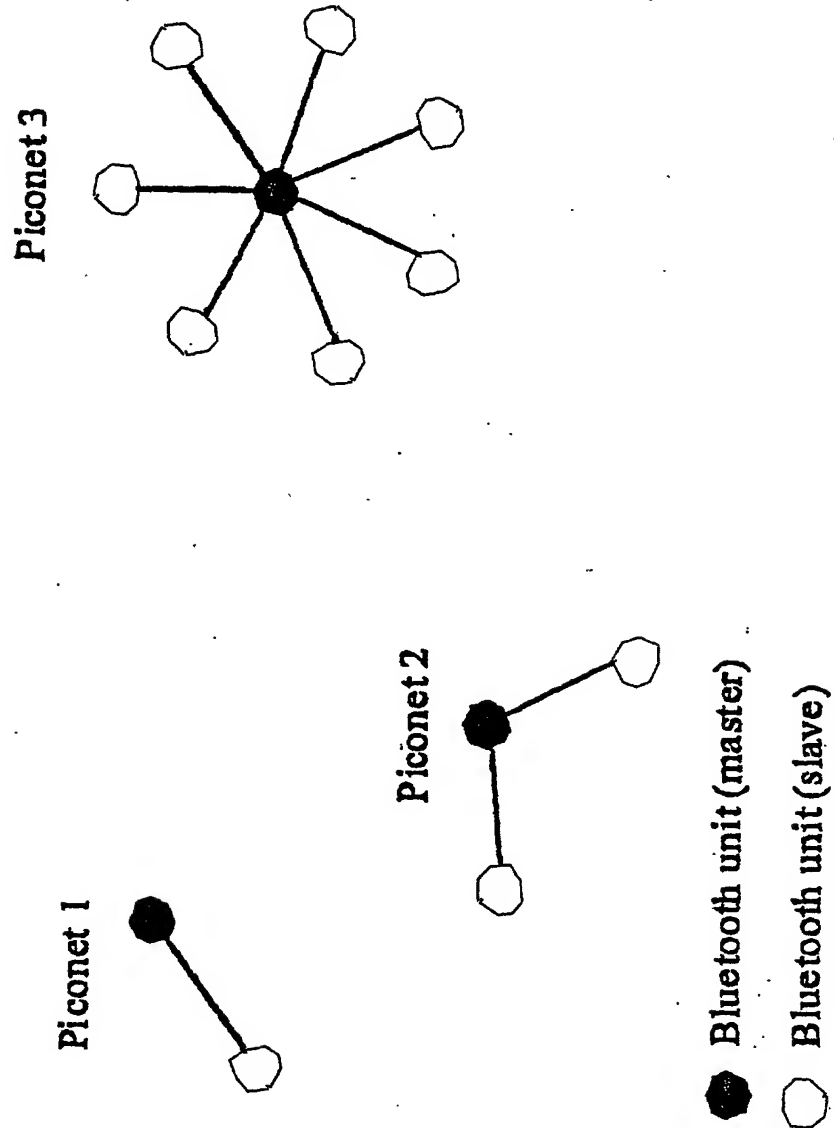 Piconet 1
Piconet 2
Piconet 3
Bluetooth unit (master)
Bluetooth unit (slave)